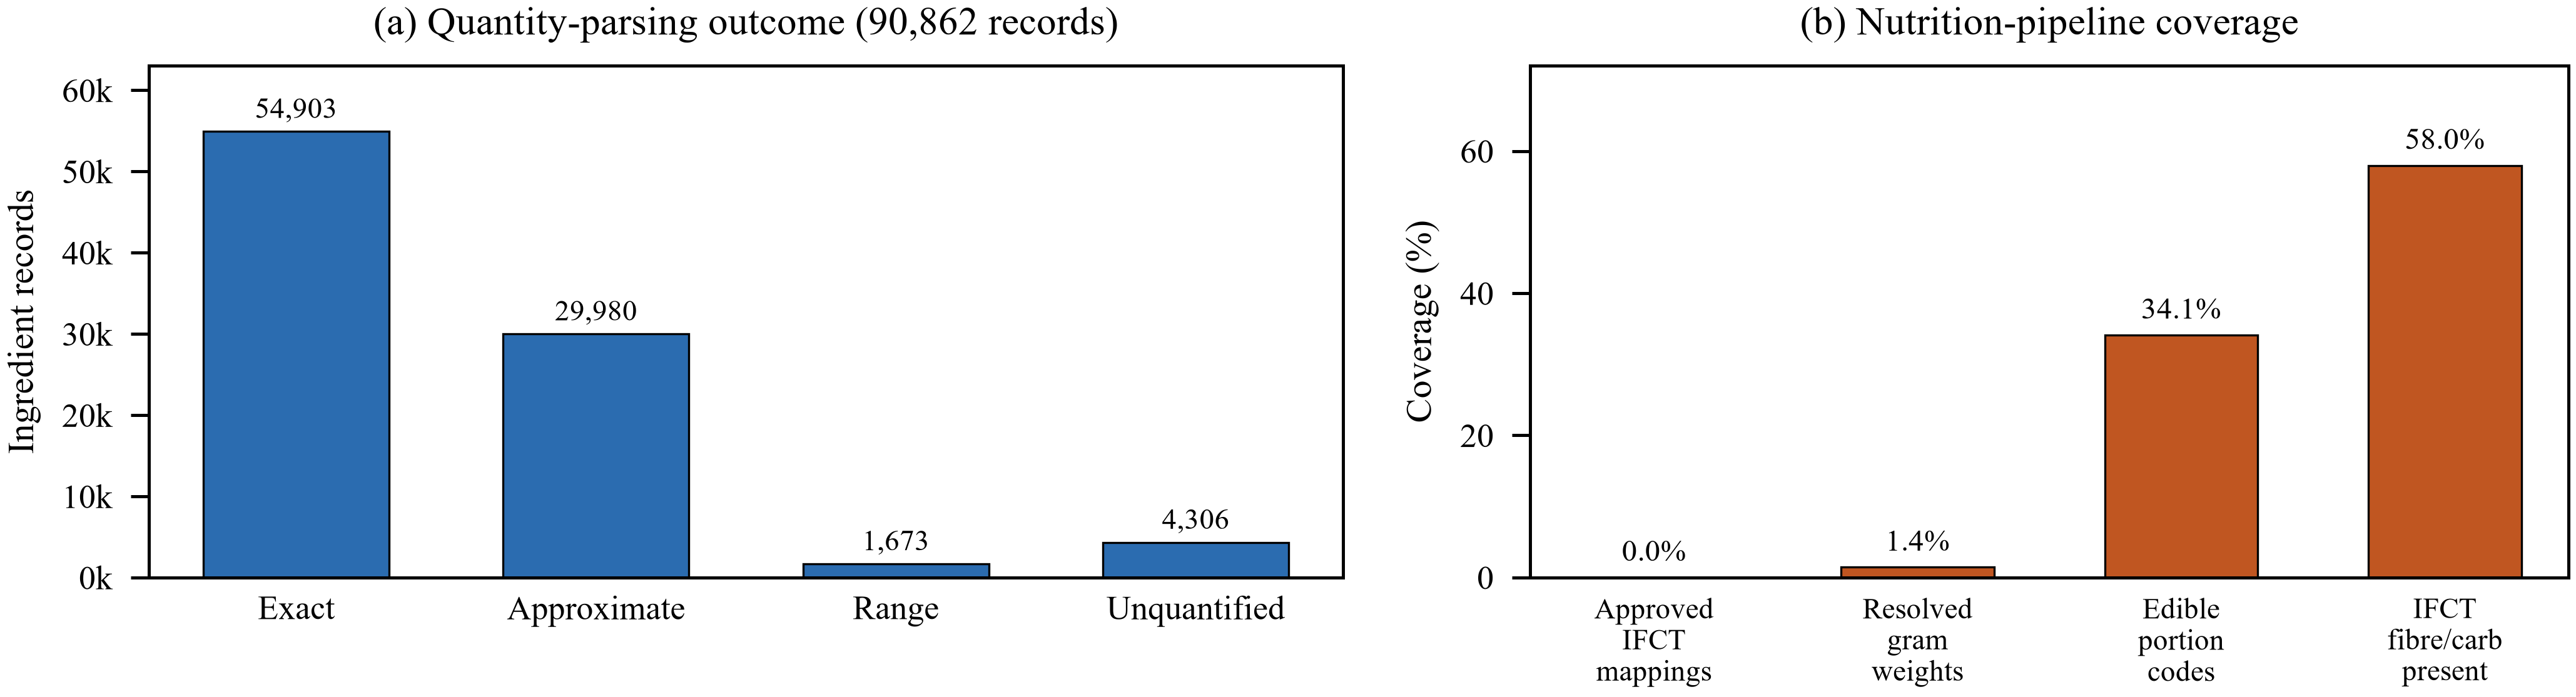 (a) Quantity-parsing outcome (90,862 records)
Ingredient records
60k
50k
40k
30k
20k
10k
0k
54,903
29,980
1,673
4,306
Exact
Approximate
Range
Unquantified
(b) Nutrition-pipeline coverage
Coverage (%)
60
40
20
0
0.0%
1.4%
34.1%
58.0%
Approved
IFCT
mappings
Resolved
gram
weights
Edible
portion
codes
IFCT
fibre/carb
present